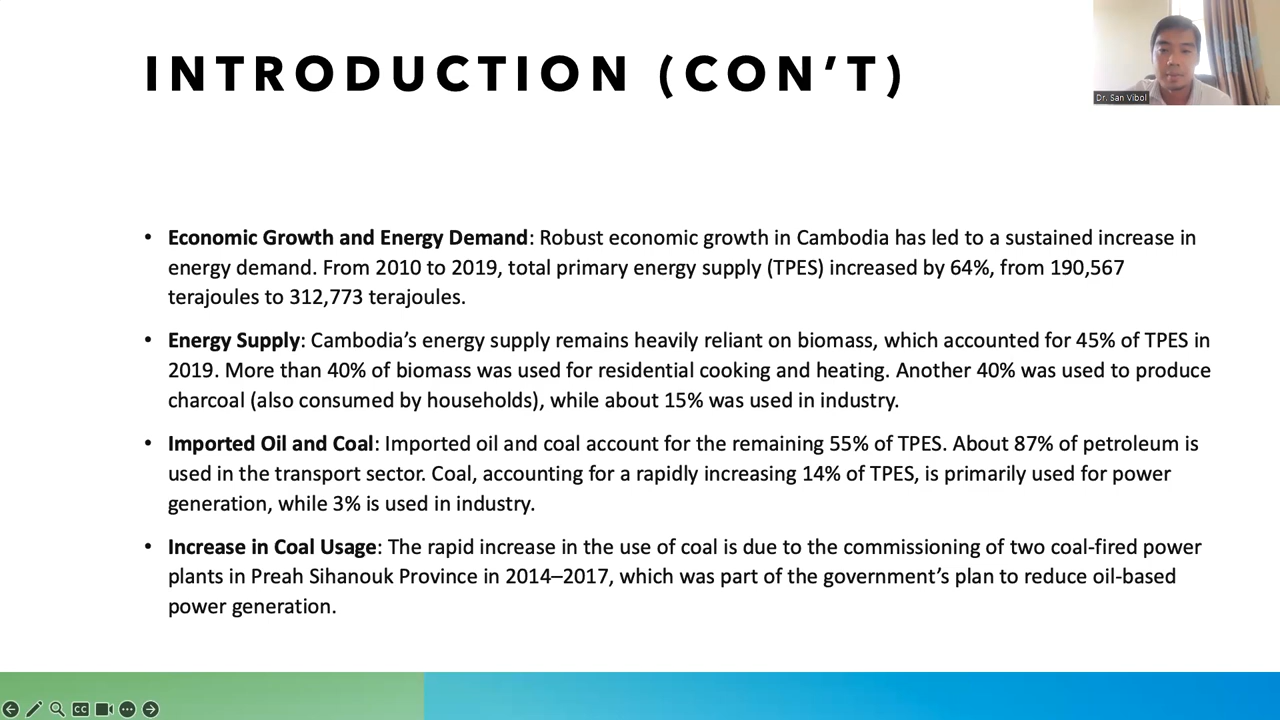 INTRODUCTION (CON’T)
Dr. San Vibol
• Economic Growth and Energy Demand: Robust economic growth in Cambodia has led to a sustained increase in
energy demand. From 2010 to 2019, total primary energy supply (TPES) increased by 64%, from 190,567
terajoules to 312,773 terajoules.
• Energy Supply: Cambodia’s energy supply remains heavily reliant on biomass, which accounted for 45% of TPES in
2019. More than 40% of biomass was used for residential cooking and heating. Another 40% was used to produce
charcoal (also consumed by households), while about 15% was used in industry.
• Imported Oil and Coal: Imported oil and coal account for the remaining 55% of TPES. About 87% of petroleum is
used in the transport sector. Coal, accounting for a rapidly increasing 14% of TPES, is primarily used for power
generation, while 3% is used in industry.
• Increase in Coal Usage: The rapid increase in the use of coal is due to the commissioning of two coal-fired power
plants in Preah Sihanouk Province in 2014–2017, which was part of the government’s plan to reduce oil-based
power generation.
CC